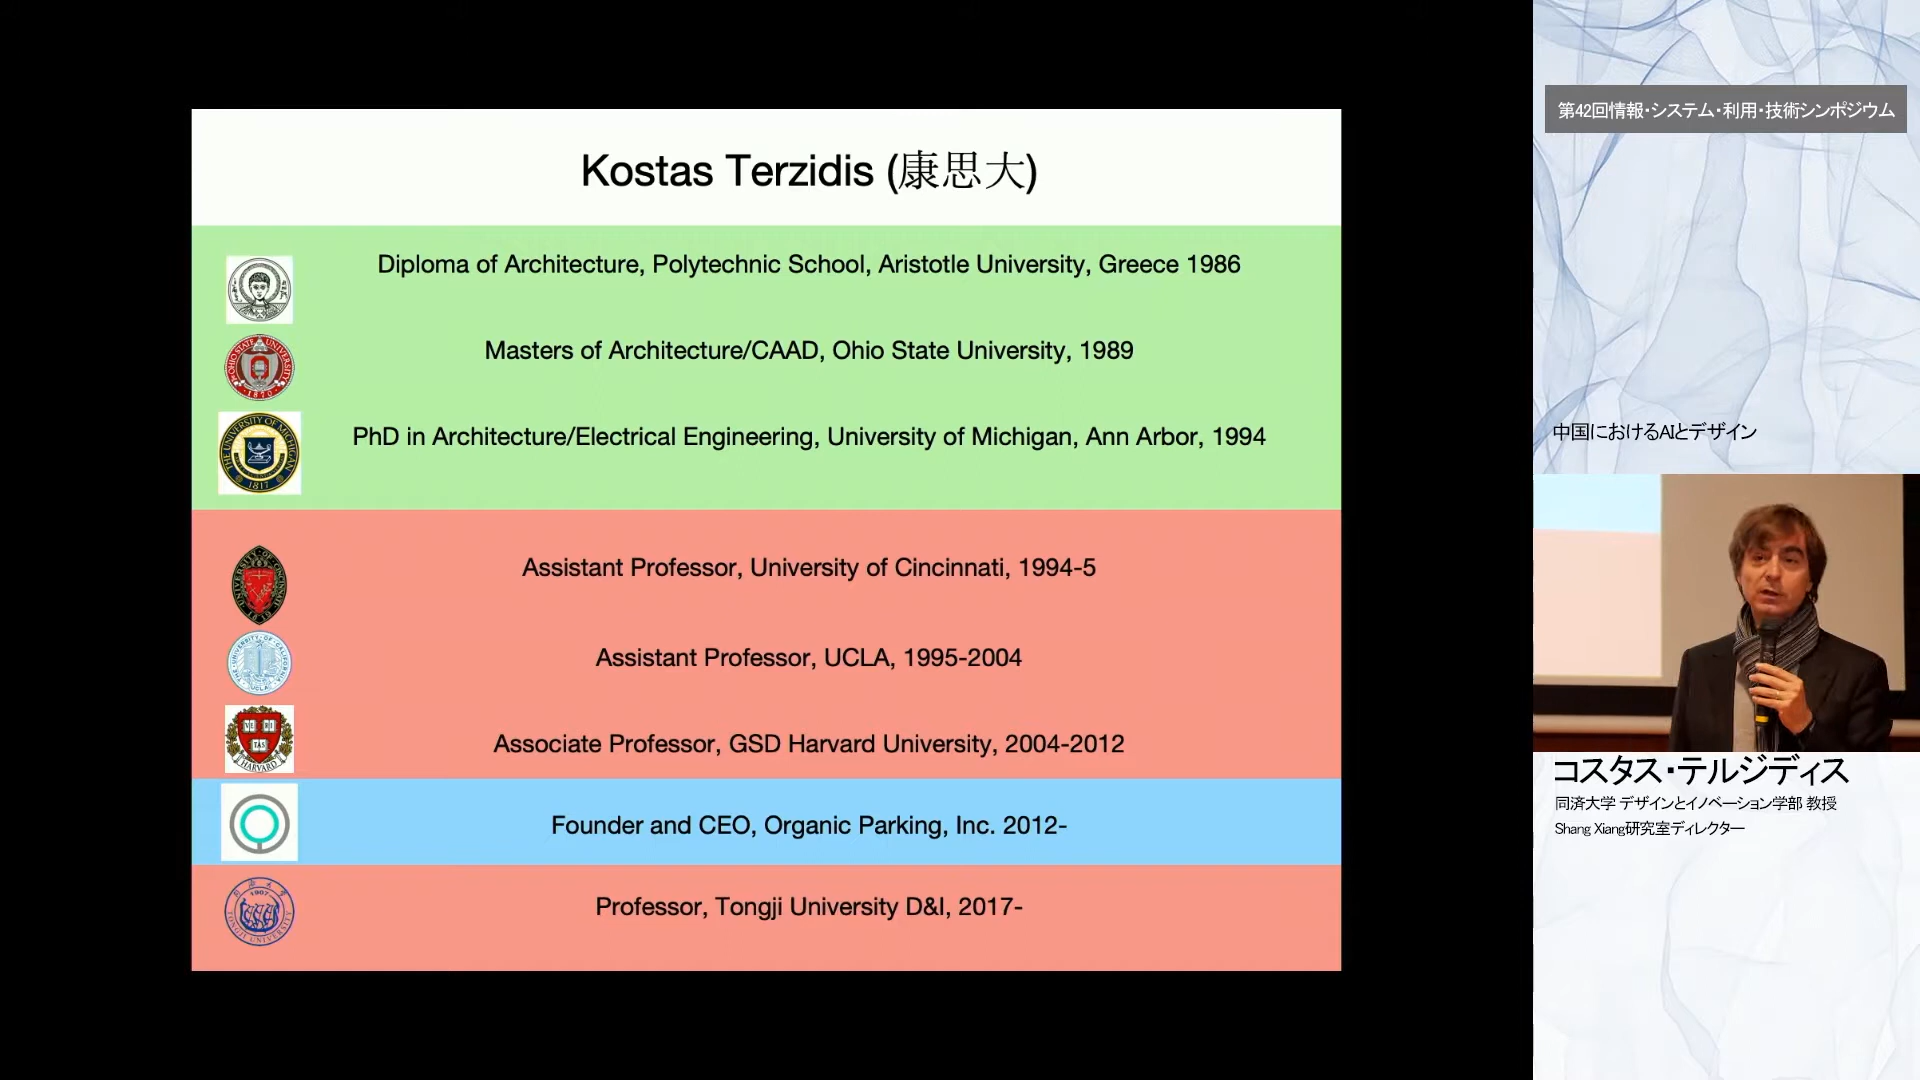 Kostas Terzidis (康思大)
Diploma of Architecture, Polytechnic School, Aristotle University, Greece 1986
Masters of Architecture/CAAD, Ohio State University, 1989
PhD in Architecture/Electrical Engineering, University of Michigan, Ann Arbor, 1994
Assistant Professor, University of Cincinnati, 1994-5
Assistant Professor, UCLA, 1995-2004
Associate Professor, GSD Harvard University, 2004-2012
Founder and CEO, Organic Parking, Inc. 2012-
Professor, Tongji University D&I, 2017-
第42回情報・システム・利用・技術シンポジウム
中国におけるAIとデザイン
コスタス・テルジディス
同済大学 デザインとイノベーション学部 教授
Shang Xiang研究室ディレクター